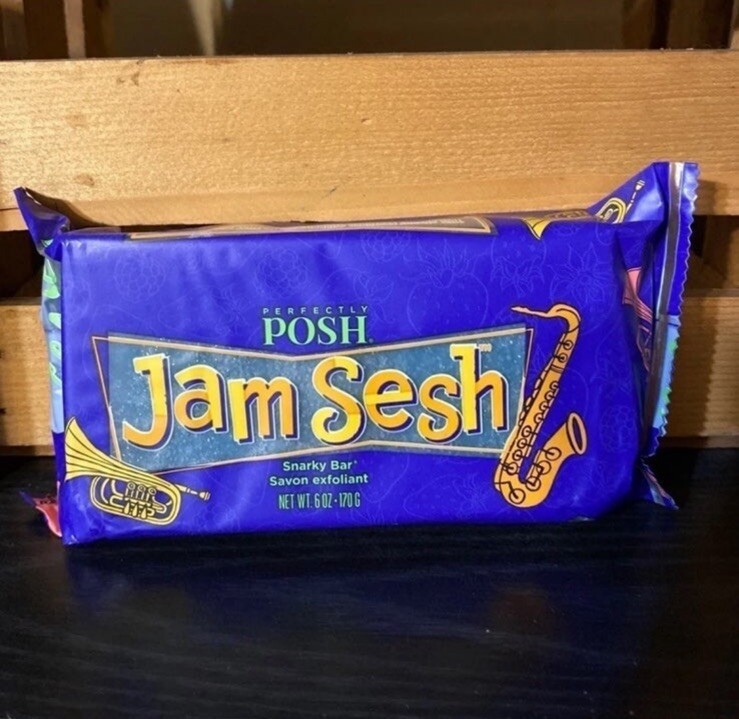 PERFECTLY
POSH®
Jam Sesh
Snarky Bar®
Savon exfoliant
NET WT. 6 OZ • 170 G